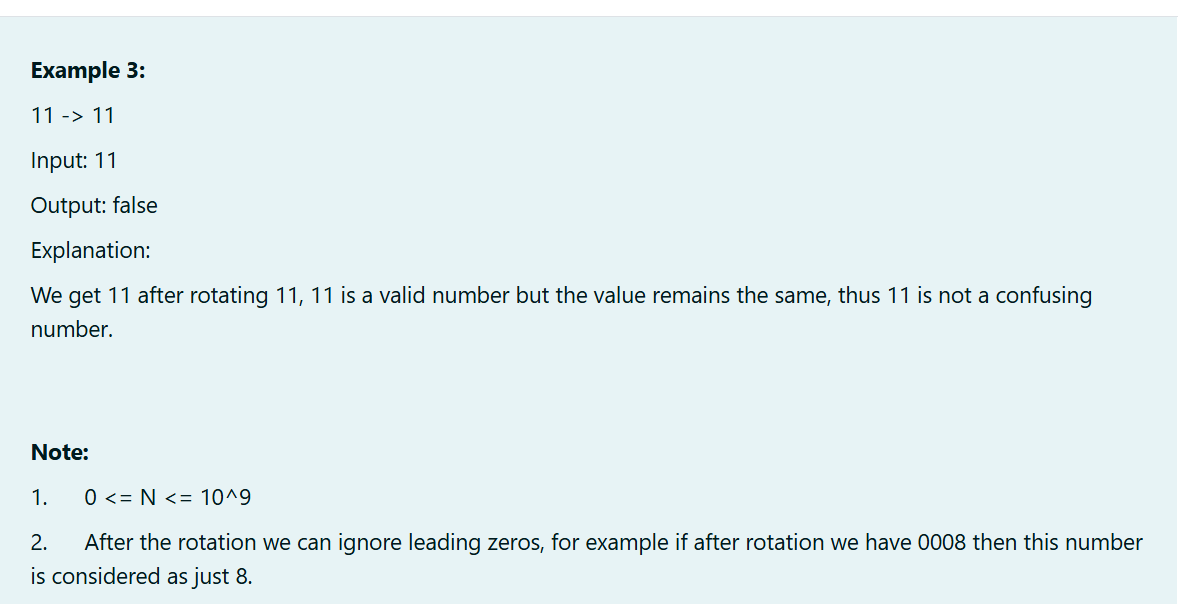 Example 3:
11 -> 11
Input: 11
Output: false
Explanation:
We get 11 after rotating 11, 11 is a valid number but the value remains the same, thus 11 is not a confusing
number.
Note:
1. 0 <= N <= 10^9
2. After the rotation we can ignore leading zeros, for example if after rotation we have 0008 then this number
is considered as just 8.